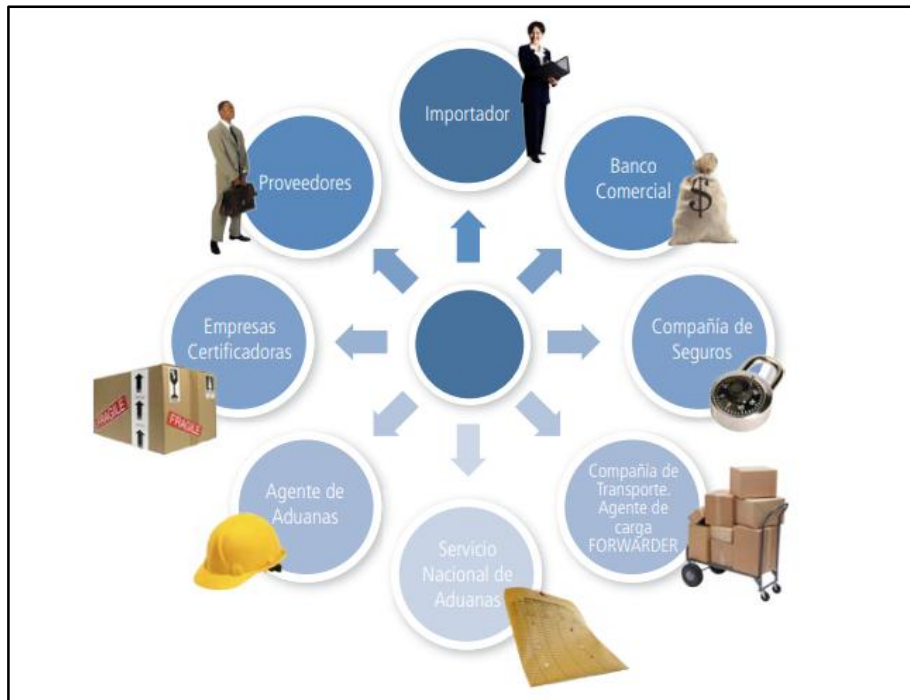 Importador
Banco
Comercial
Compañía de
Seguros
Compañía de
Transporte.
Agente de
carga
FORWARDER
Servicio
Nacional de
Aduanas
Agente de
Aduanas
Empresas
Certificadoras
Proveedores
$
FRAGILE
FRAGILE